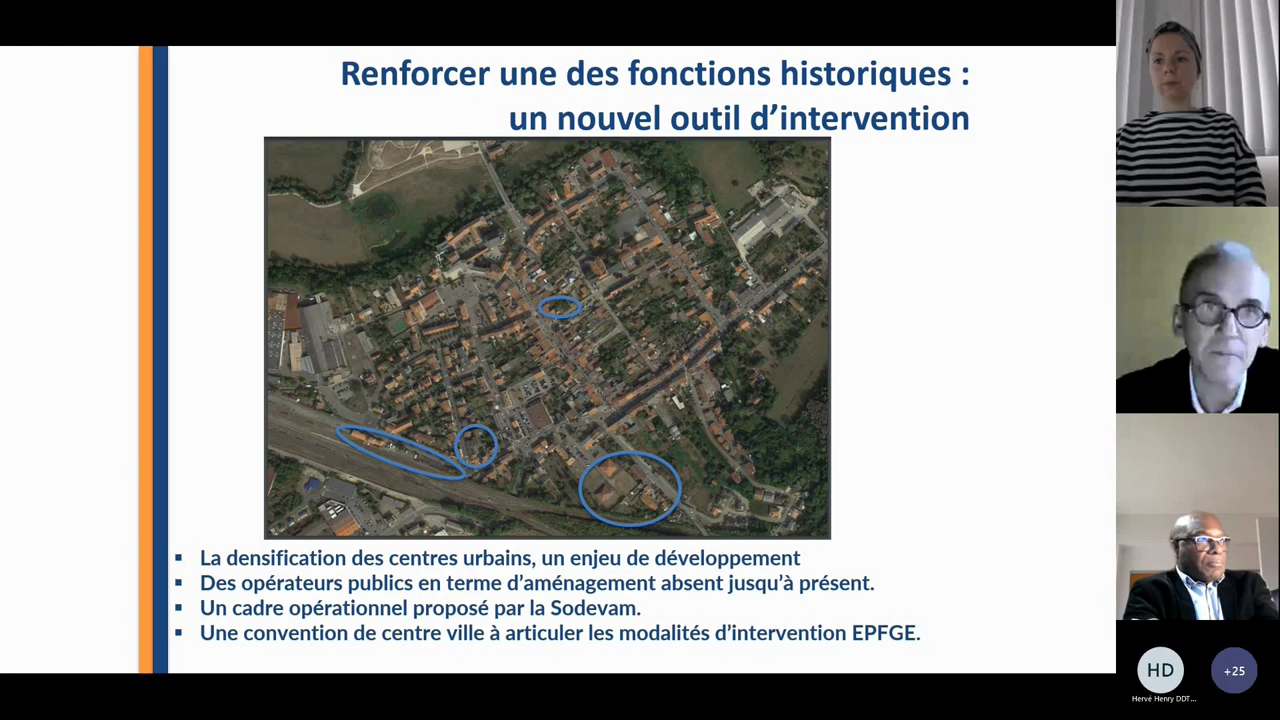 Renforcer une des fonctions historiques :
un nouvel outil d’intervention
▪ La densification des centres urbains, un enjeu de développement
▪ Des opérateurs publics en terme d’aménagement absent jusqu’à présent.
▪ Un cadre opérationnel proposé par la Sodevam.
▪ Une convention de centre ville à articuler les modalités d’intervention EPFGE.
HD
+25
Hervé Henry DDT...